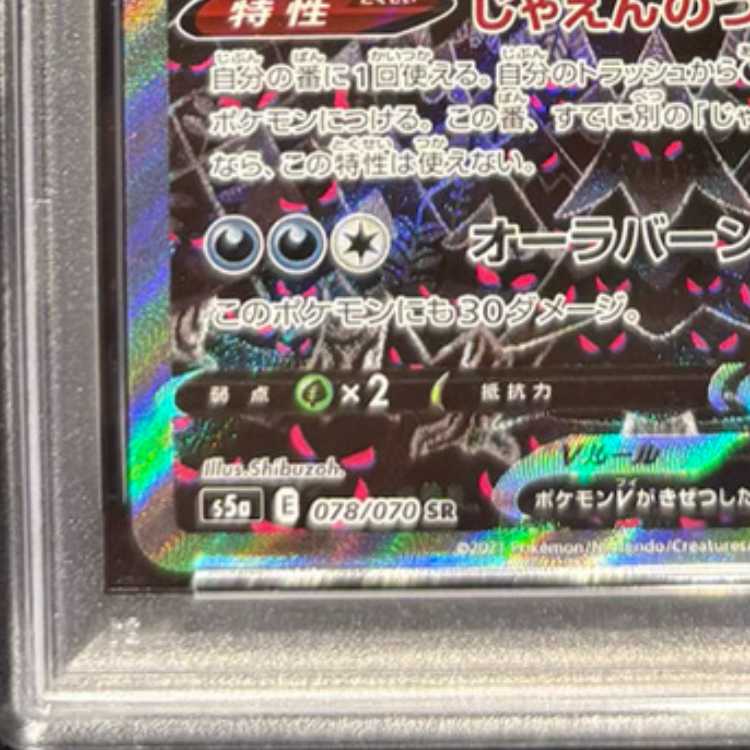 特性 じゃえんのつ
自分の番に1回使える。自分のトラッシュから
ポケモンにつける。この番、すでに別の「じゃ
なら、この特性は使えない。
オーラバーン
このポケモンにも30ダメージ。
弱点 ×2 抵抗力
Illus.Shibuzoh. Vルール
s5a E 078/070 SR ポケモンVがきぜつした
©2021 Pokémon/Nintendo/Creatures/